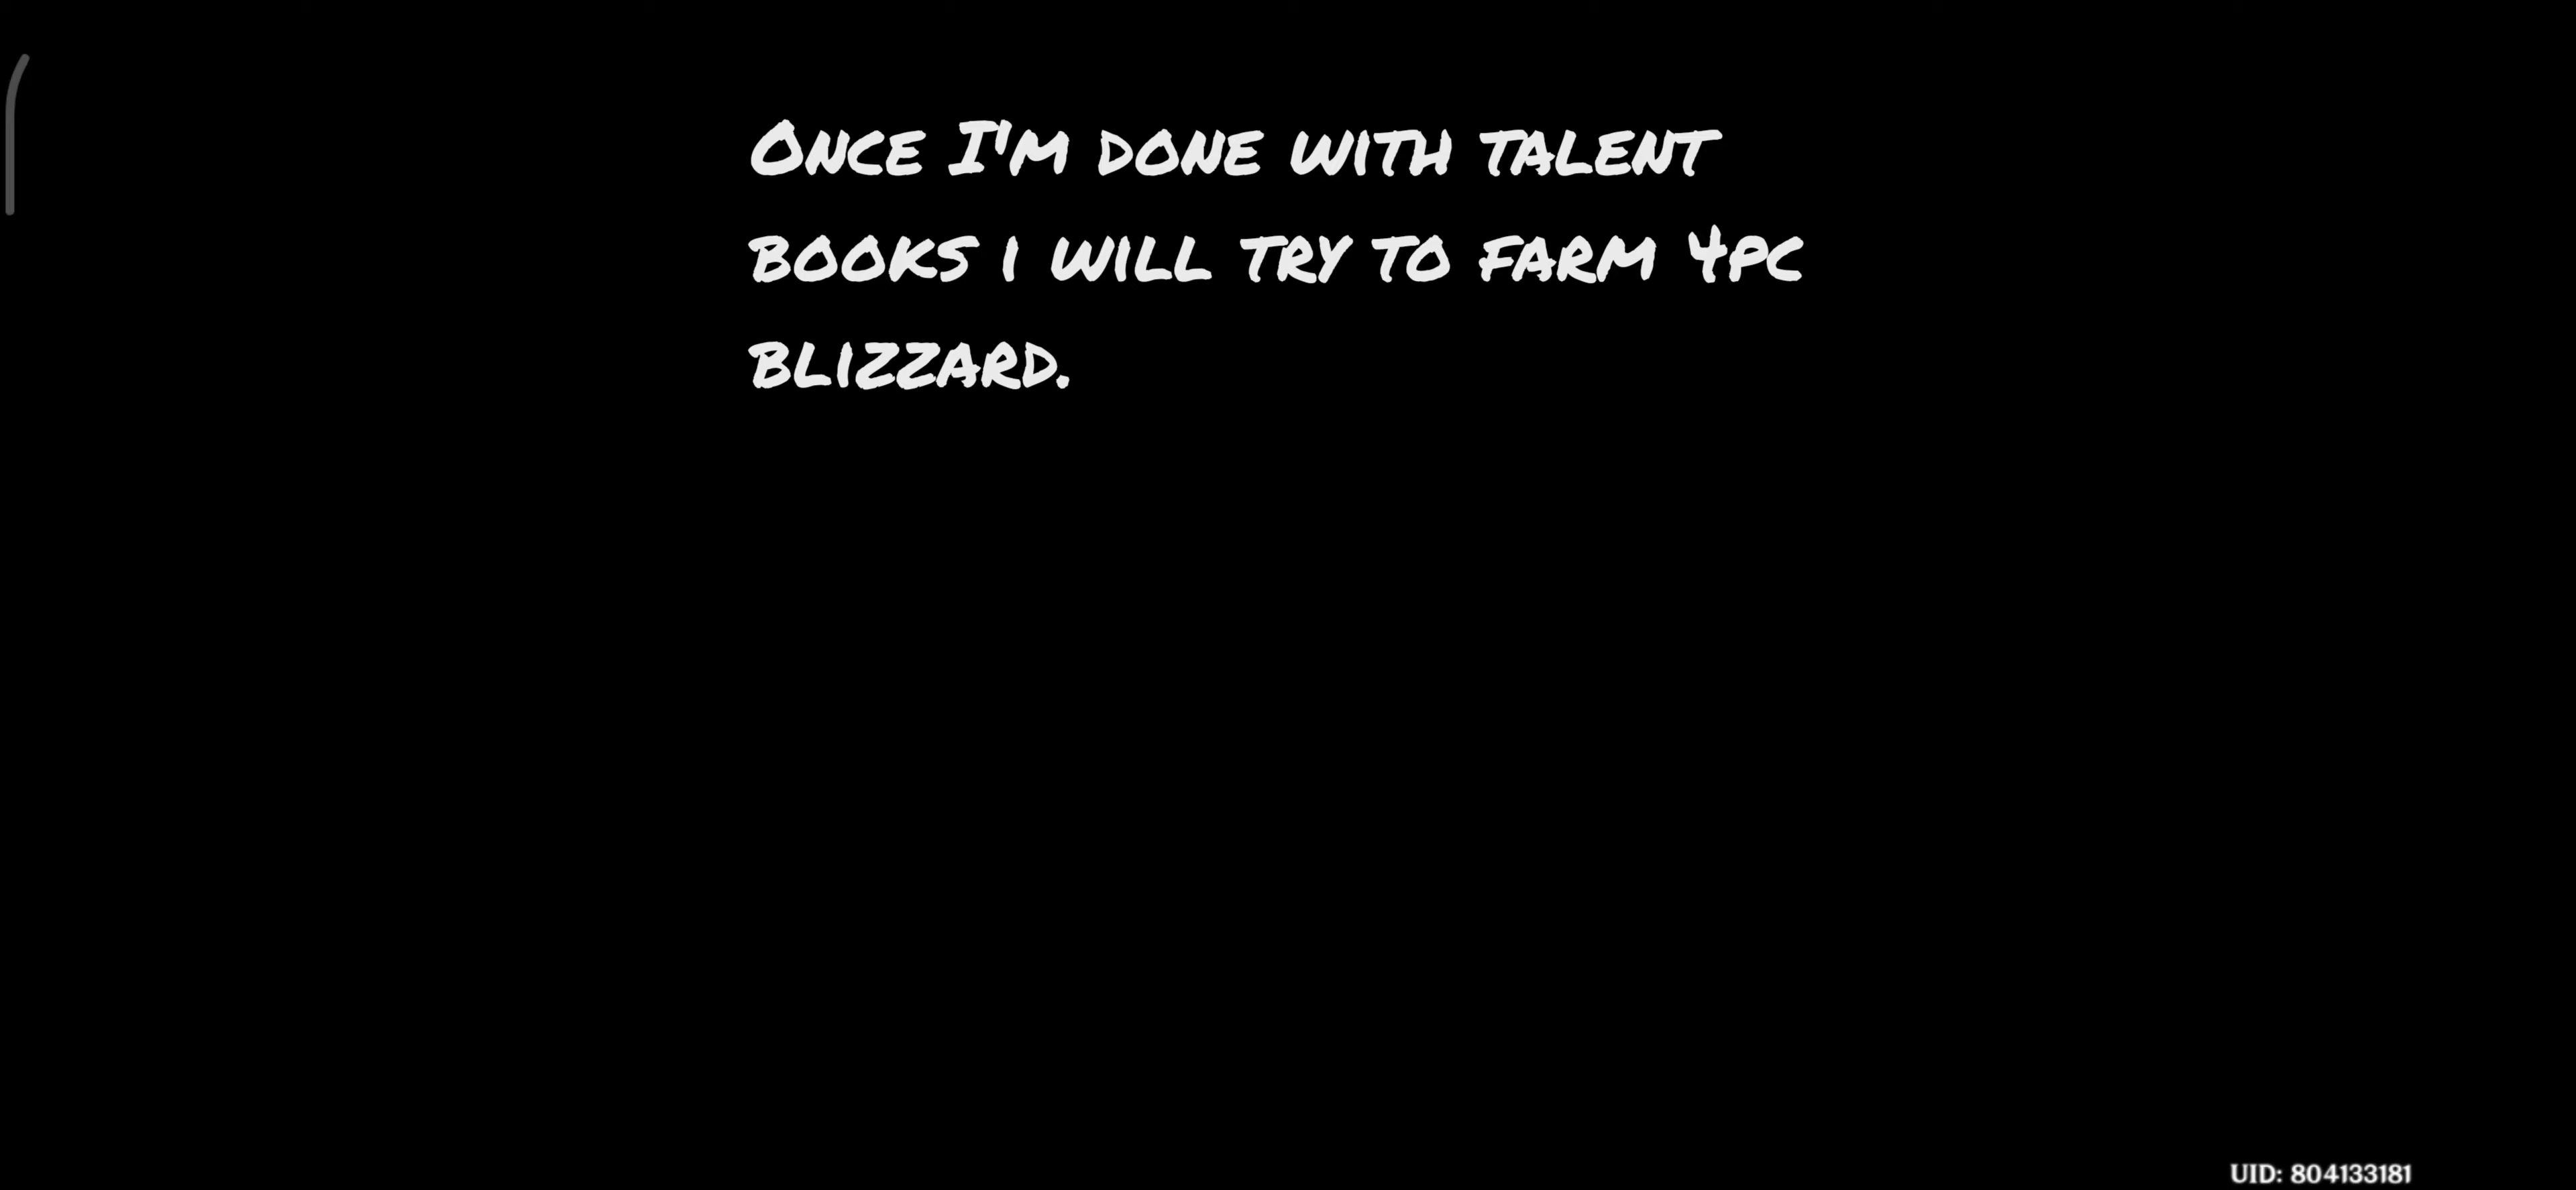 Once I'm done with talent
books i will try to farm 4pc
blizzard.
UID: 804133181